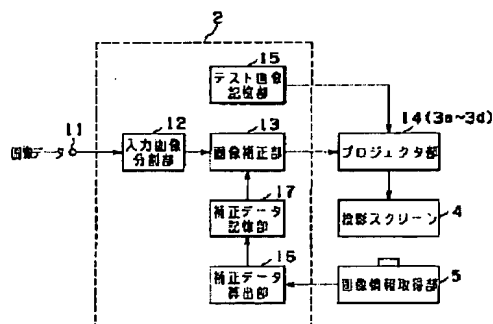 2
15
テスト画像
記憶部
14(3a~3d)
11
12
13
画像データ
入力画像
分割部
画像補正部
プロジェクタ部
17
補正データ
記憶部
投影スクリーン
4
16
補正データ
算出部
画像情報取得部
5